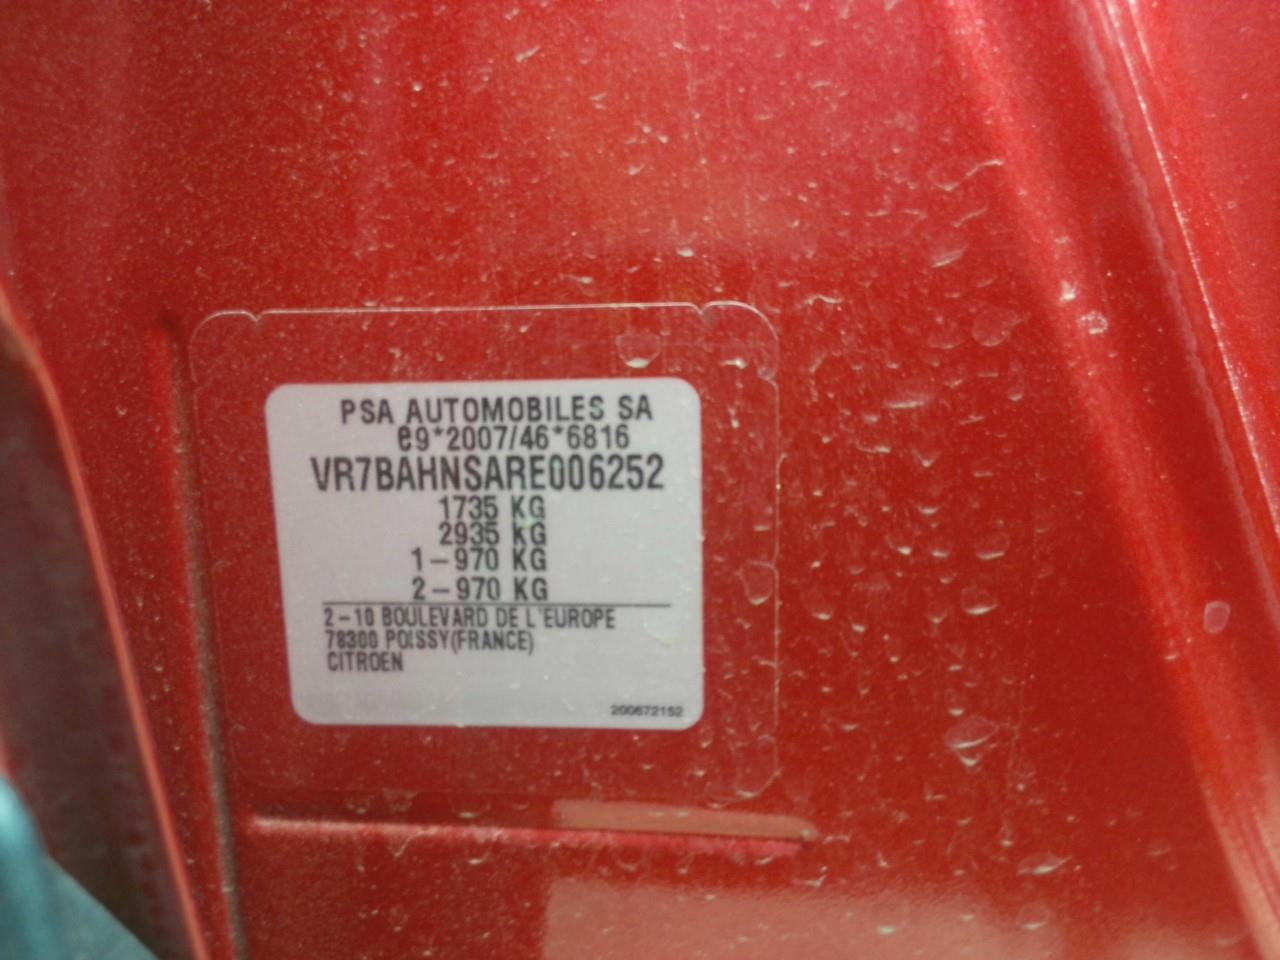 PSA AUTOMOBILES SA
e9*2007/46*6816
VR7BAHNSARE006252
1735 KG
2935 KG
1-970 KG
2-970 KG
2-10 BOULEVARD DE L'EUROPE
78300 POISSY(FRANCE)
CITROEN
200672152